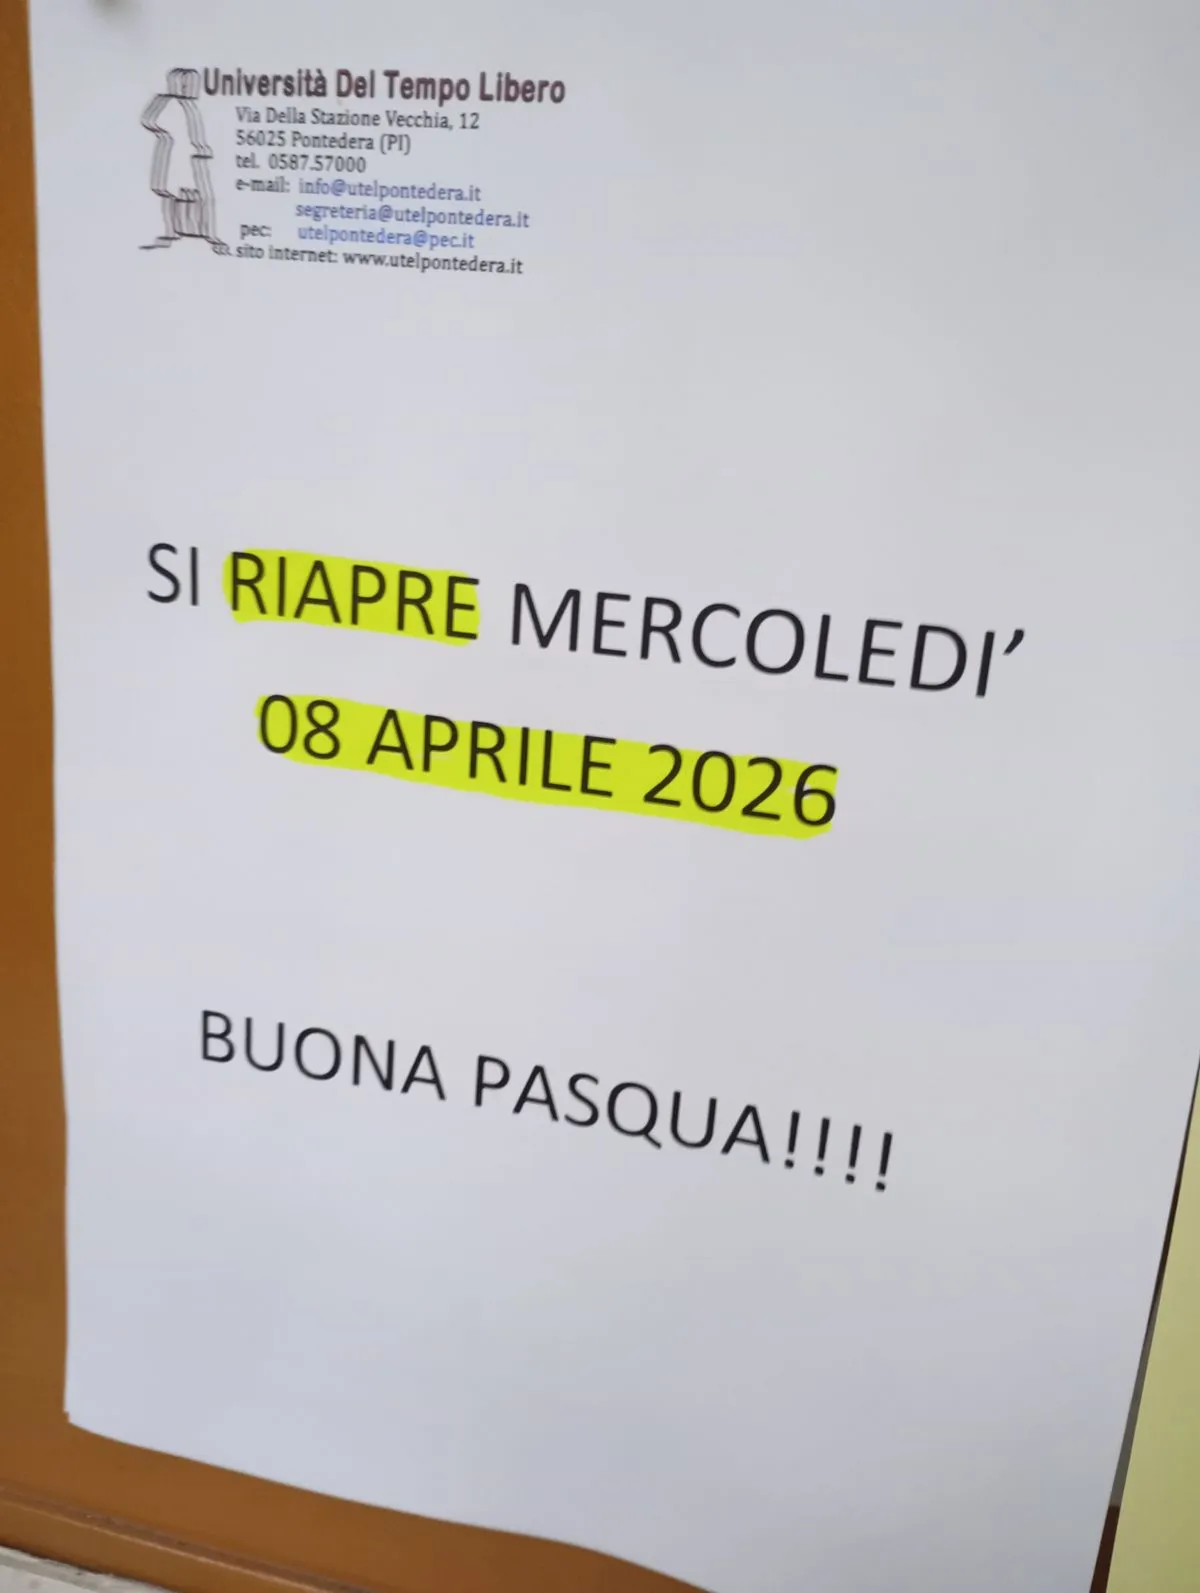 Università Del Tempo Libero
Via Della Stazione Vecchia, 12
56025 Pontedera (PI)
tel. 0587.57000
e-mail: info@utelpontedera.it
segreteria@utelpontedera.it
pec: utelpontedera@pec.it
sito internet: www.utelpontedera.it
SI RIAPRE MERCOLEDI’
08 APRILE 2026
BUONA PASQUA!!!!